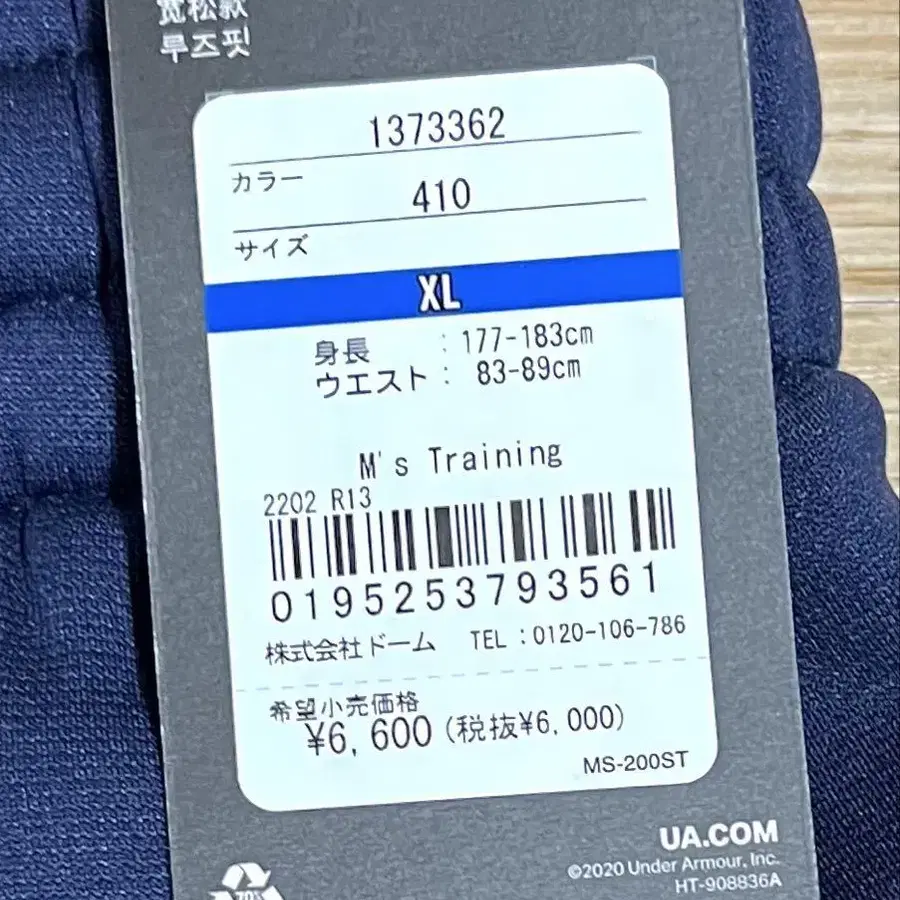 宽松款
루즈핏
1373362
カラー
410
サイズ
XL
身長 : 177-183cm
ウエスト : 83-89cm
M's Training
2202 R13
0195253793561
株式会社ドーム TEL :0120-106-786
希望小売価格
¥6,600 (税抜¥6,000)
MS-200ST
UA.COM
©2020 Under Armour, Inc.
HT-908836A